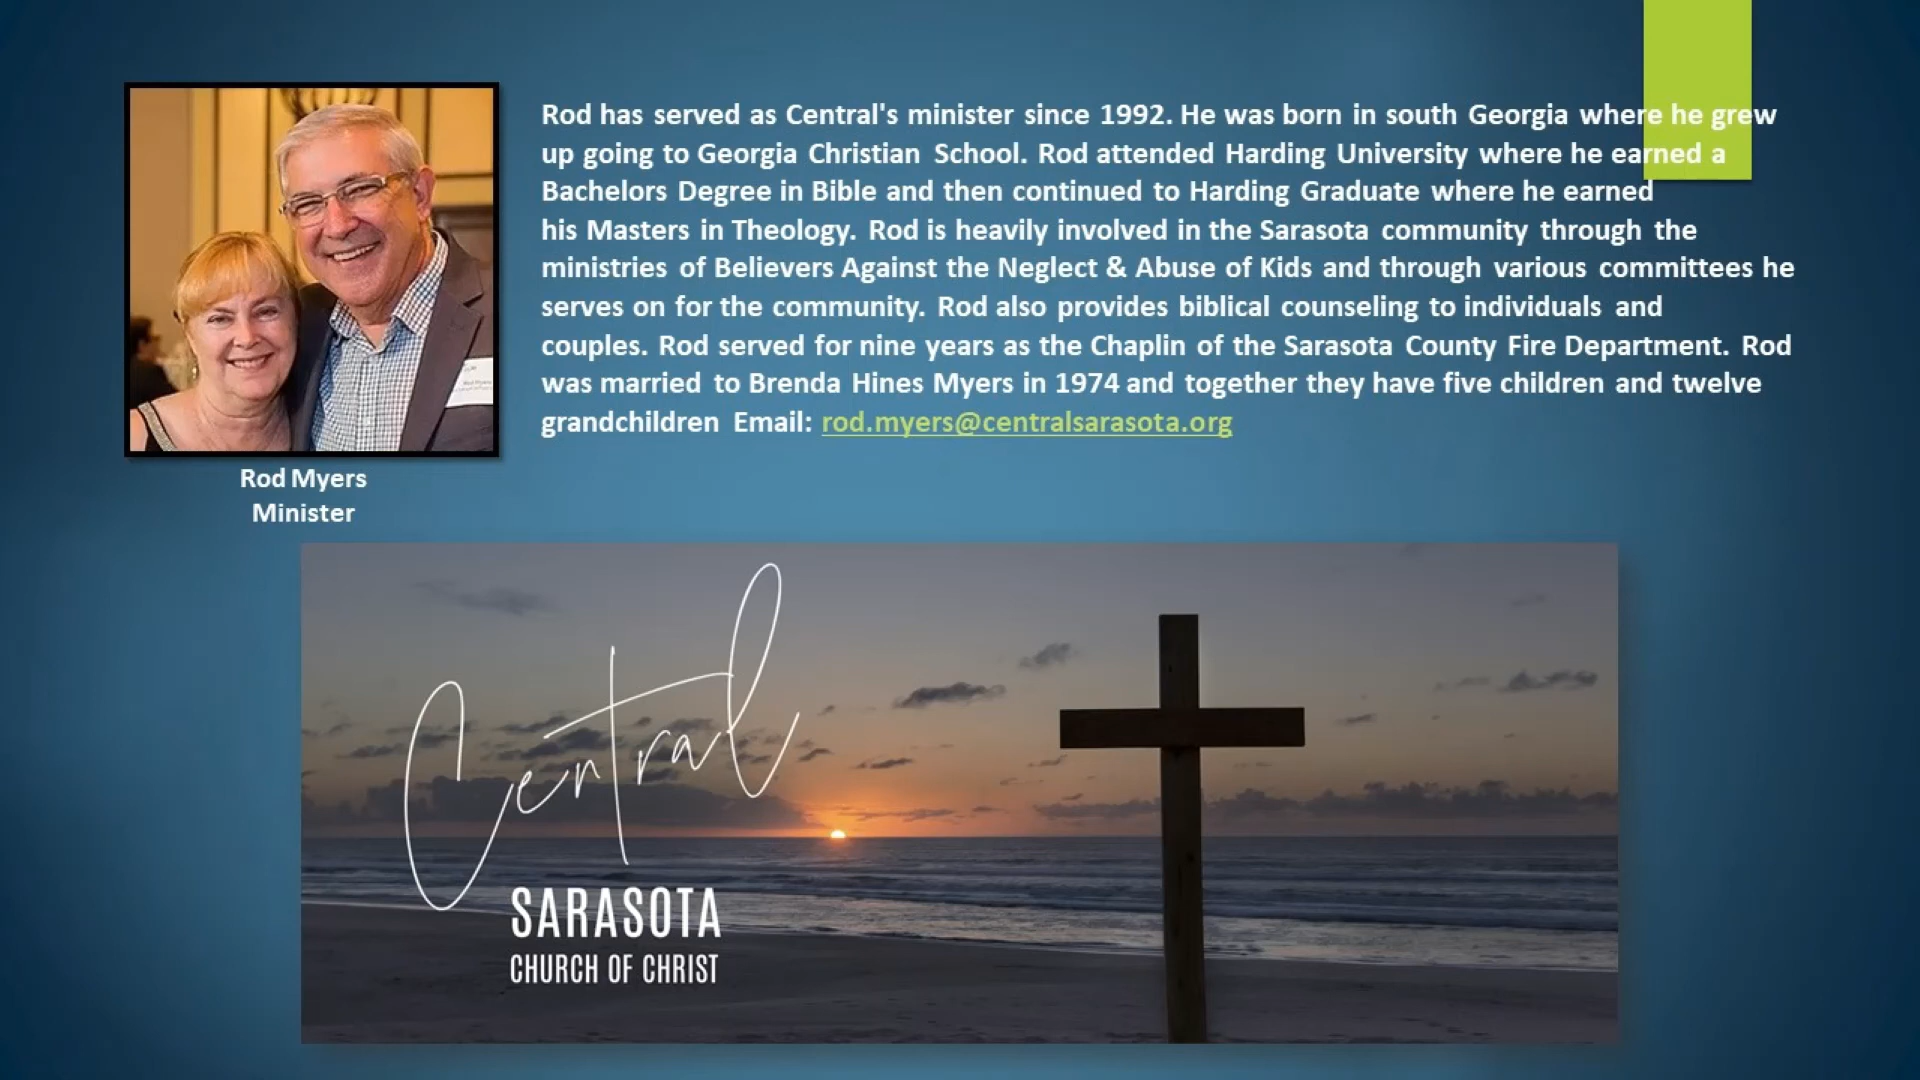 Rod has served as Central's minister since 1992. He was born in south Georgia where he grew
up going to Georgia Christian School. Rod attended Harding University where he earned a
Bachelors Degree in Bible and then continued to Harding Graduate where he earned
his Masters in Theology. Rod is heavily involved in the Sarasota community through the
ministries of Believers Against the Neglect & Abuse of Kids and through various committees he
serves on for the community. Rod also provides biblical counseling to individuals and
couples. Rod served for nine years as the Chaplin of the Sarasota County Fire Department. Rod
was married to Brenda Hines Myers in 1974 and together they have five children and twelve
grandchildren Email: rod.myers@centralsarasota.org
Rod Myers
Minister
Central
SARASOTA
CHURCH OF CHRIST